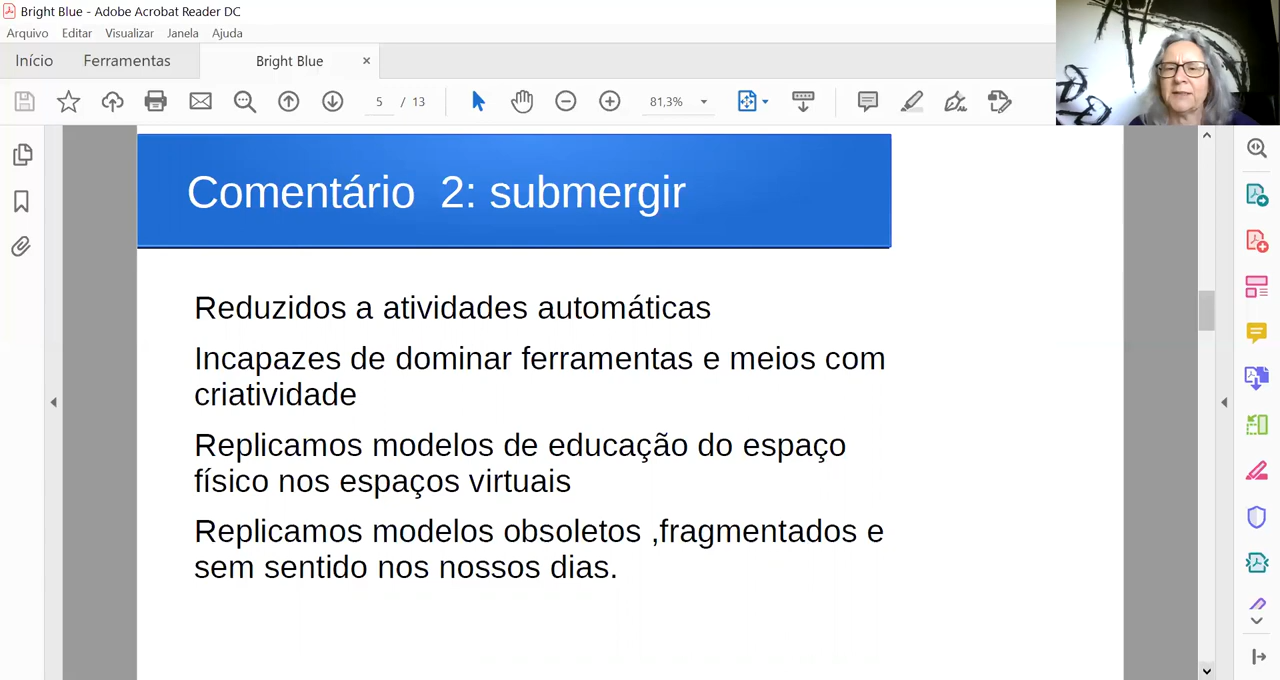 Bright Blue - Adobe Acrobat Reader DC
Arquivo Editar Visualizar Janela Ajuda
Início Ferramentas Bright Blue ×
5 / 13 81,3%
Comentário 2: submergir
Reduzidos a atividades automáticas
Incapazes de dominar ferramentas e meios com
criatividade
Replicamos modelos de educação do espaço
físico nos espaços virtuais
Replicamos modelos obsoletos ,fragmentados e
sem sentido nos nossos dias.